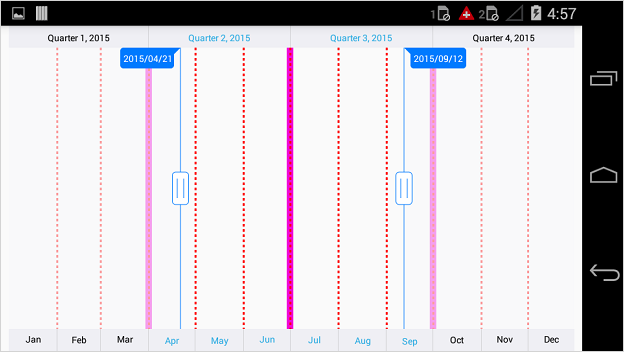 1 2 4:57
Quarter 1, 2015 Quarter 2, 2015 Quarter 3, 2015 Quarter 4, 2015
2015/04/21 2015/09/12
Jan Feb Mar Apr May Jun Jul Aug Sep Oct Nov Dec